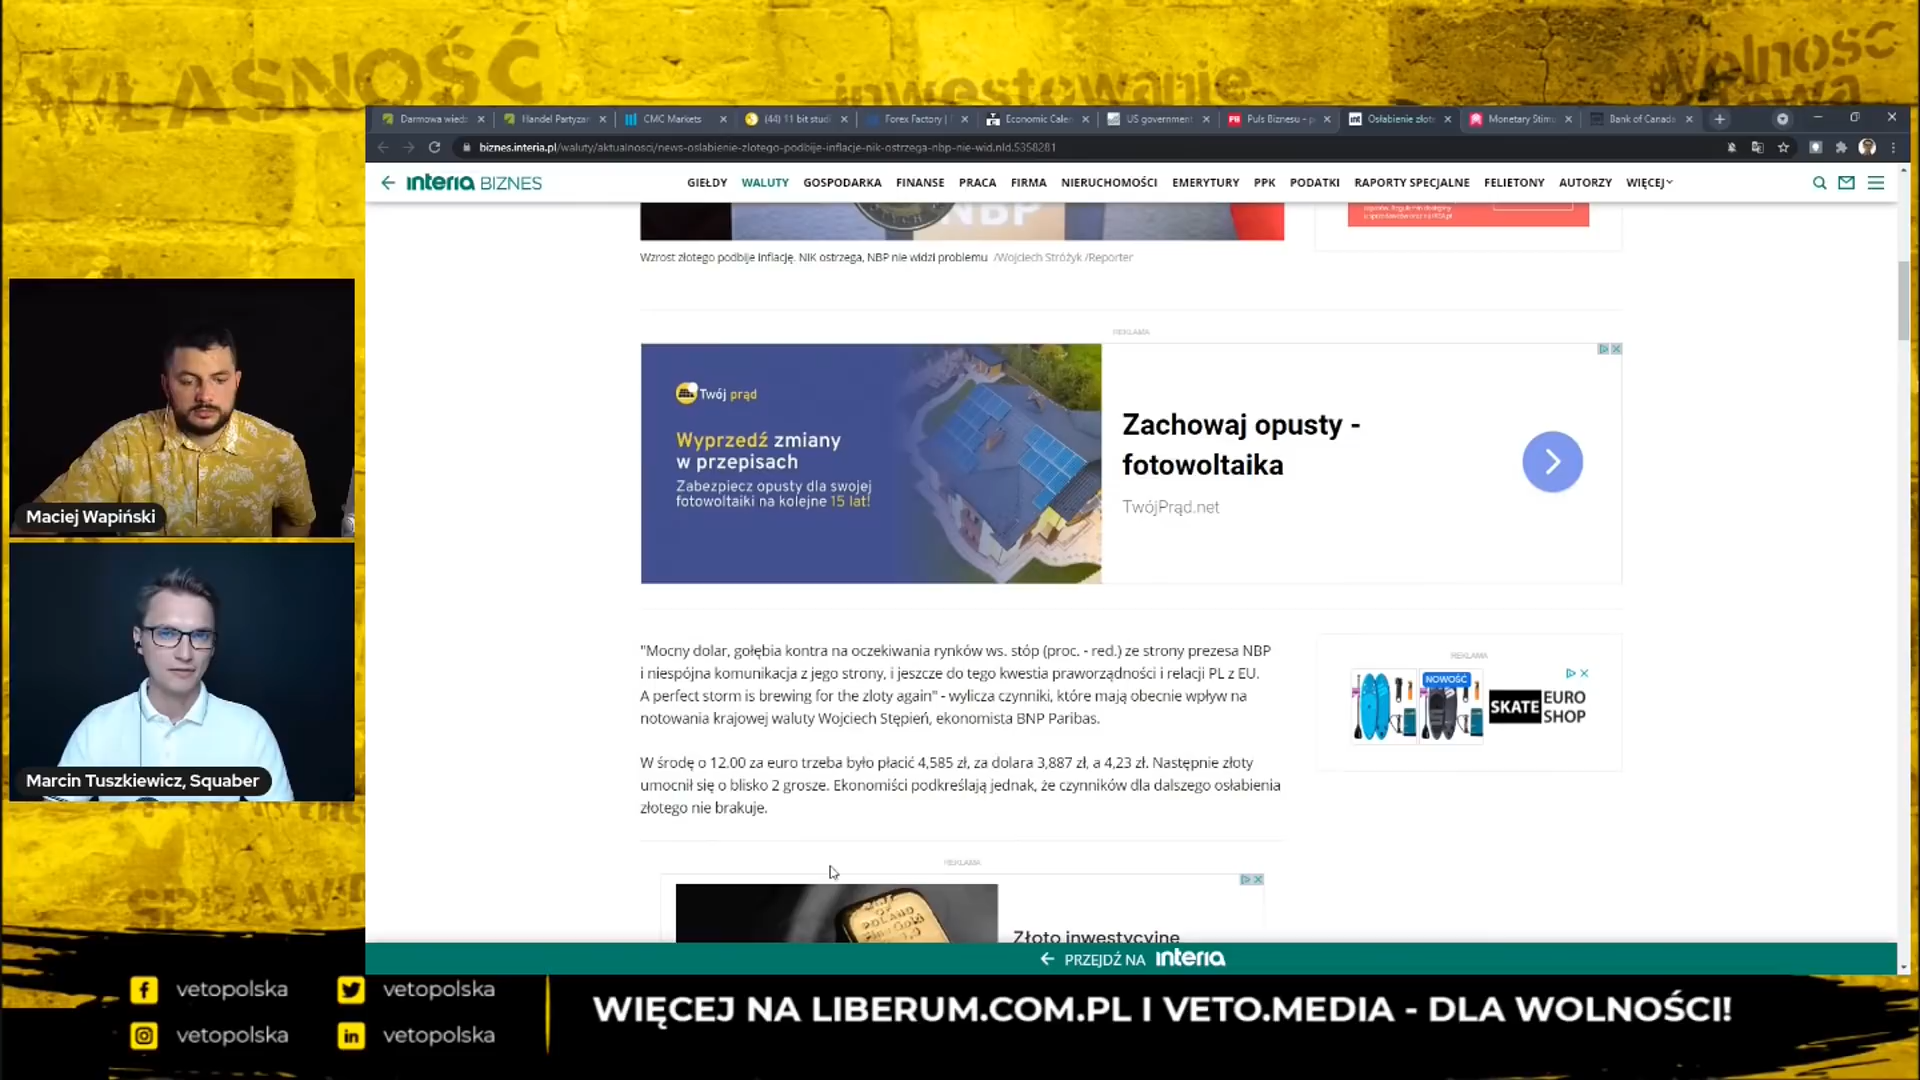 WŁASNOŚĆ
inwestowanie
Wolność
Darmowa wied
Handel Partyzan
CMC Markets
(44) 11 bit studi
Forex Factory |
Economic Calen
US government
Puls Biznesu - p
Osłabienie złote
Monetary Stimu
Bank of Canada
biznes.interia.pl/waluty/aktualnosci/news-oslabienie-zlotego-podbije-inflacje-nik-ostrzega-nbp-nie-wid,nId,5358281
interia BIZNES
GIEŁDY WALUTY GOSPODARKA FINANSE PRACA FIRMA NIERUCHOMOŚCI EMERYTURY PPK PODATKI RAPORTY SPECJALNE FELIETONY AUTORZY WIĘCEJ
NBP
Wzrost złotego podbije inflację. NIK ostrzega, NBP nie widzi problemu /Wojciech Stróżyk /Reporter
REKLAMA
Twój prąd
Wyprzedź zmiany
w przepisach
Zabezpiecz opusty dla swojej
fotowoltaiki na kolejne 15 lat!
Zachowaj opusty -
fotowoltaika
TwójPrąd.net
"Mocny dolar, gołębia kontra na oczekiwania rynków ws. stóp (proc. - red.) ze strony prezesa NBP
i niespójna komunikacja z jego strony, i jeszcze do tego kwestia praworządności i relacji PL z EU.
A perfect storm is brewing for the zloty again" - wylicza czynniki, które mają obecnie wpływ na
notowania krajowej waluty Wojciech Stępień, ekonomista BNP Paribas.
W środę o 12.00 za euro trzeba było płacić 4,585 zł, za dolara 3,887 zł, a 4,23 zł. Następnie złoty
umocnił się o blisko 2 grosze. Ekonomiści podkreślają jednak, że czynników dla dalszego osłabienia
złotego nie brakuje.
REKLAMA
NOWOŚĆ
SKATE EURO
SHOP
REKLAMA
POLAND
Fine Gold
Złoto inwestycyjne
PRZEJDŹ NA interia
Maciej Wapiński
Marcin Tuszkiewicz, Squaber
vetopolska
vetopolska
vetopolska
vetopolska
WIĘCEJ NA LIBERUM.COM.PL I VETO.MEDIA - DLA WOLNOŚCI!